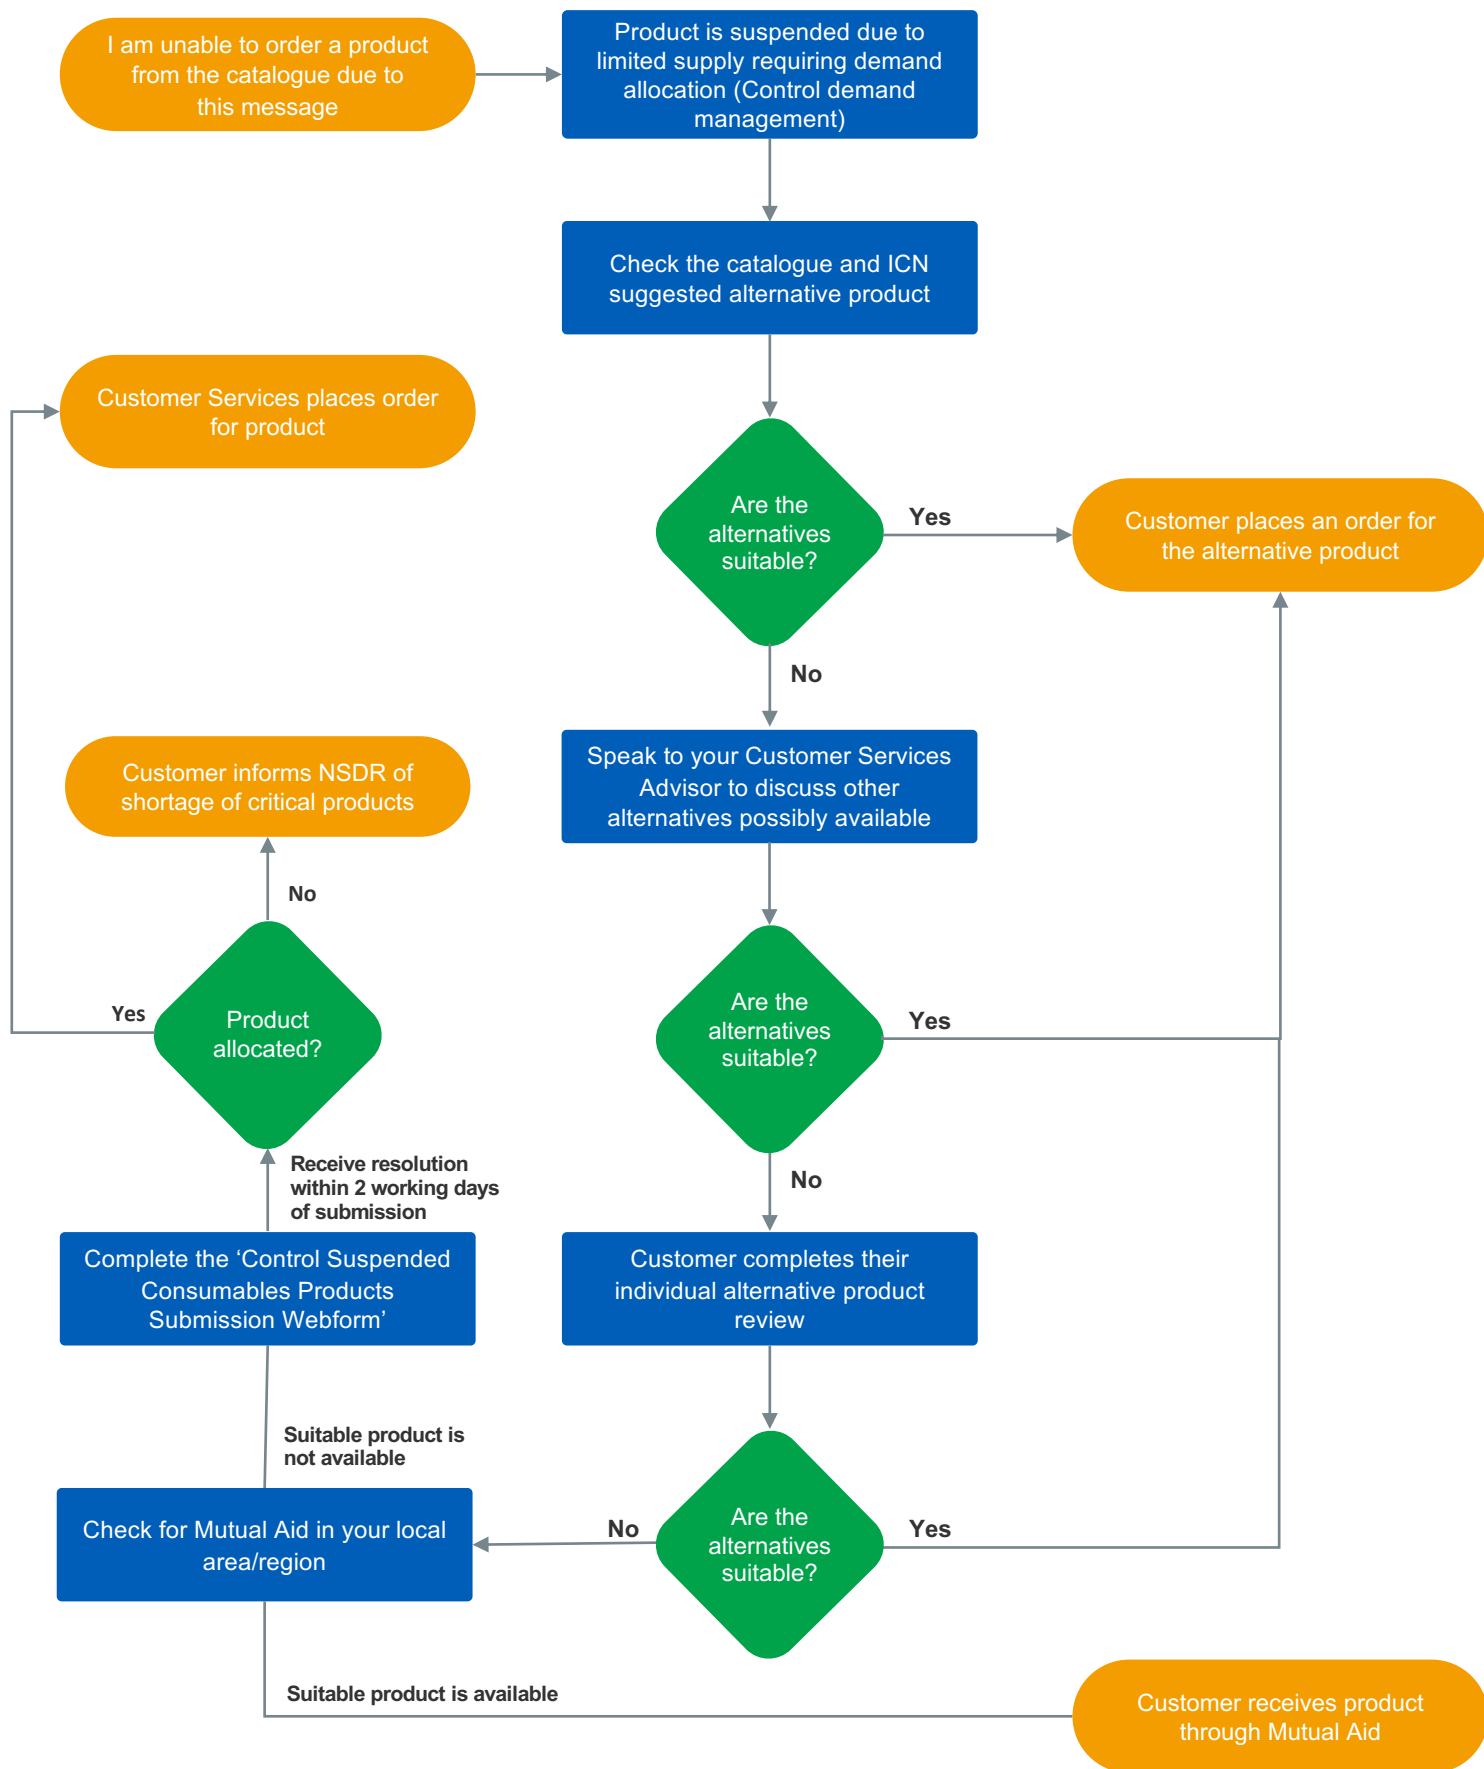 I am unable to order a product
from the catalogue due to
this message
Product is suspended due to
limited supply requiring demand
allocation (Control demand
management)
Check the catalogue and ICN
suggested alternative product
Customer Services places order
for product
Are the
alternatives
suitable?
Yes
Customer places an order for
the alternative product
No
Speak to your Customer Services
Advisor to discuss other
alternatives possibly available
Customer informs NSDR of
shortage of critical products
No
Yes
Product
allocated?
Are the
alternatives
suitable?
Yes
No
Receive resolution
within 2 working days
of submission
Complete the ‘Control Suspended
Consumables Products
Submission Webform’
Customer completes their
individual alternative product
review
Suitable product is
not available
Check for Mutual Aid in your local
area/region
No
Are the
alternatives
suitable?
Yes
Suitable product is available
Customer receives product
through Mutual Aid